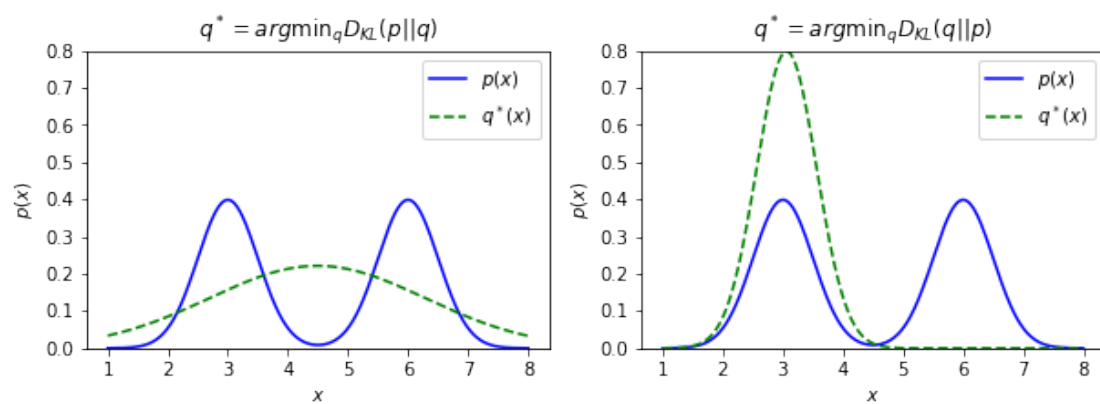 q* = argmin_q D_KL(p||q)
0.8
0.7
0.6
0.5
0.4
0.3
0.2
0.1
0.0
p(x)
p(x)
q*(x)
1 2 3 4 5 6 7 8
x
q* = argmin_q D_KL(q||p)
0.8
0.7
0.6
0.5
0.4
0.3
0.2
0.1
0.0
p(x)
p(x)
q*(x)
1 2 3 4 5 6 7 8
x